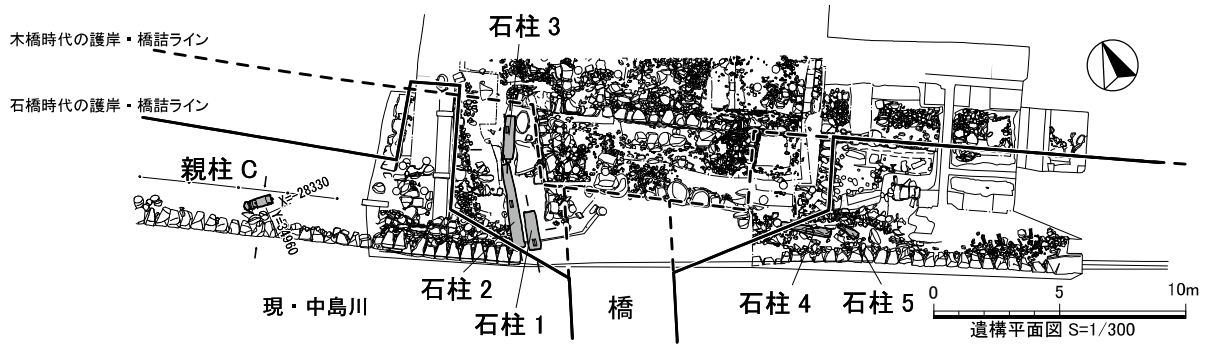 石柱 3
木橋時代の護岸・橋詰ライン
石橋時代の護岸・橋詰ライン
親柱 C
X=-28330
Y=34960
石柱 2
石柱 1
現・中島川
橋
石柱 4
石柱 5
0 5 10m
遺構平面図 S=1/300